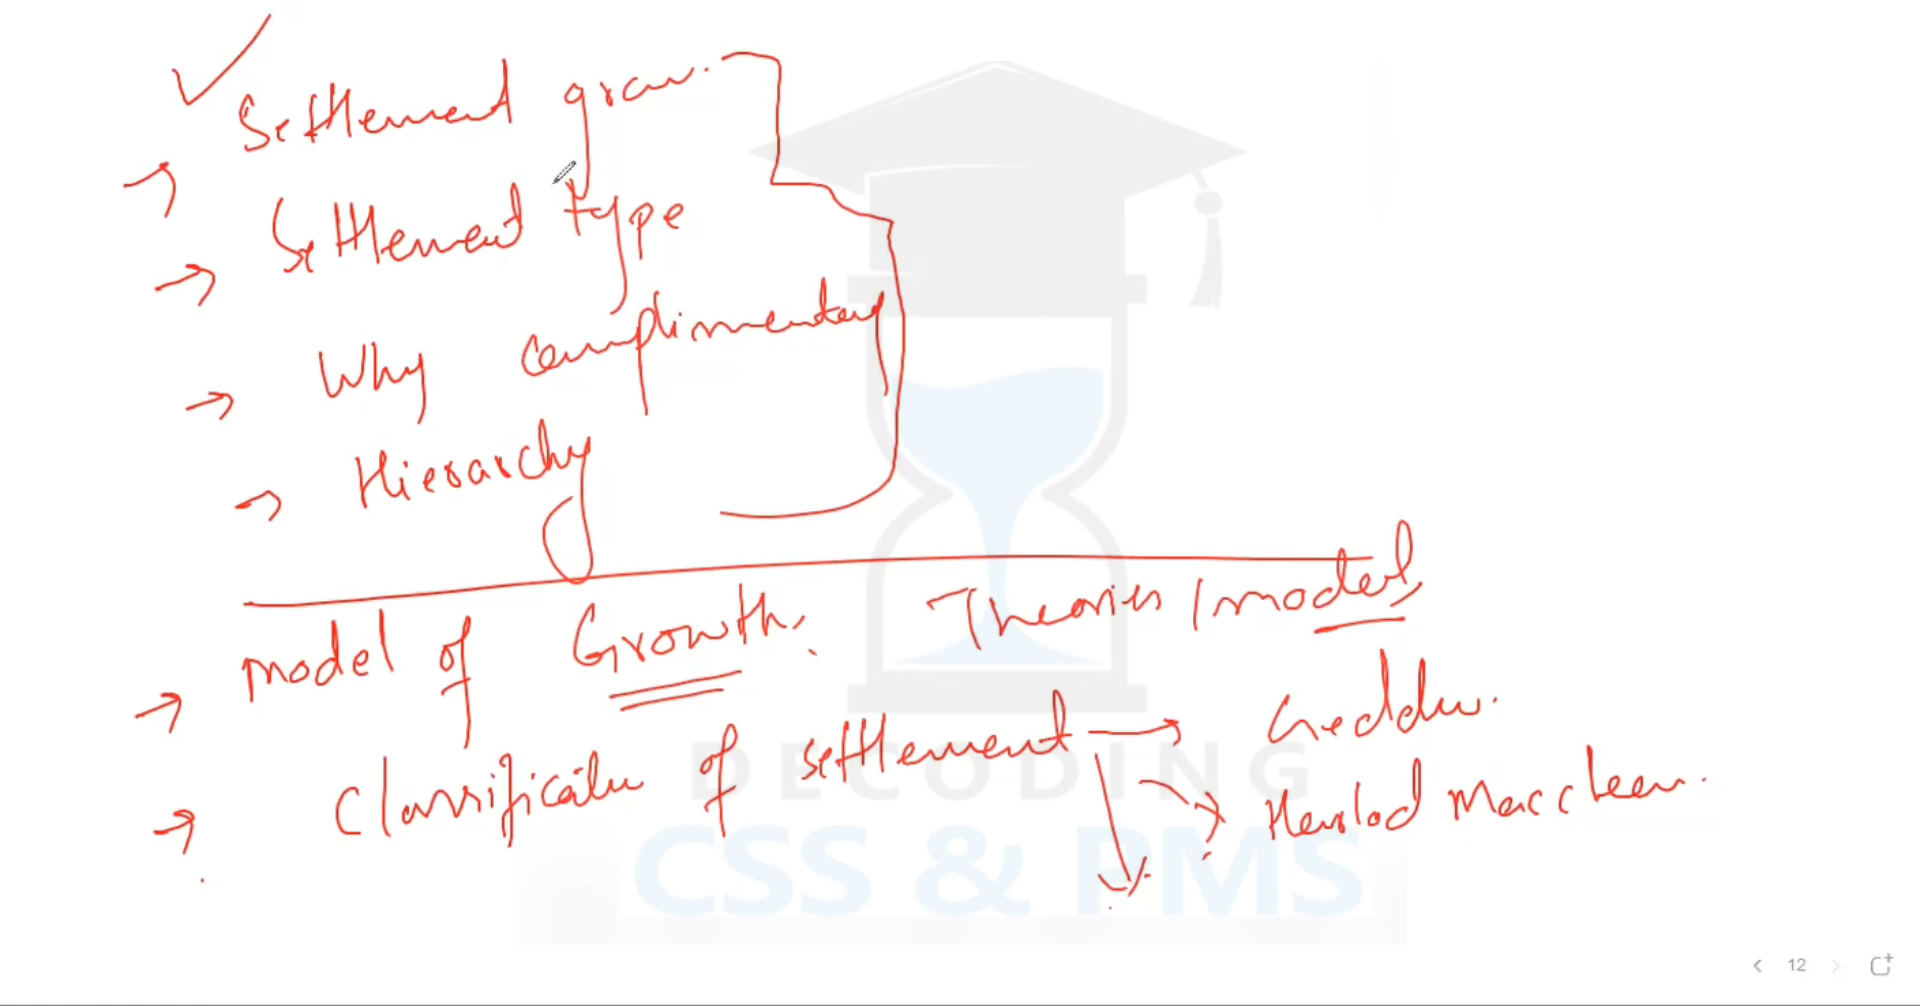 Settlement grow.
Settlement type
Why complimentary
Hierarchy
Model of Growth. Theories / model,
Classification of settlement → Geddes.
Harlod Macclean.
DECODING
CSS & PMS
12